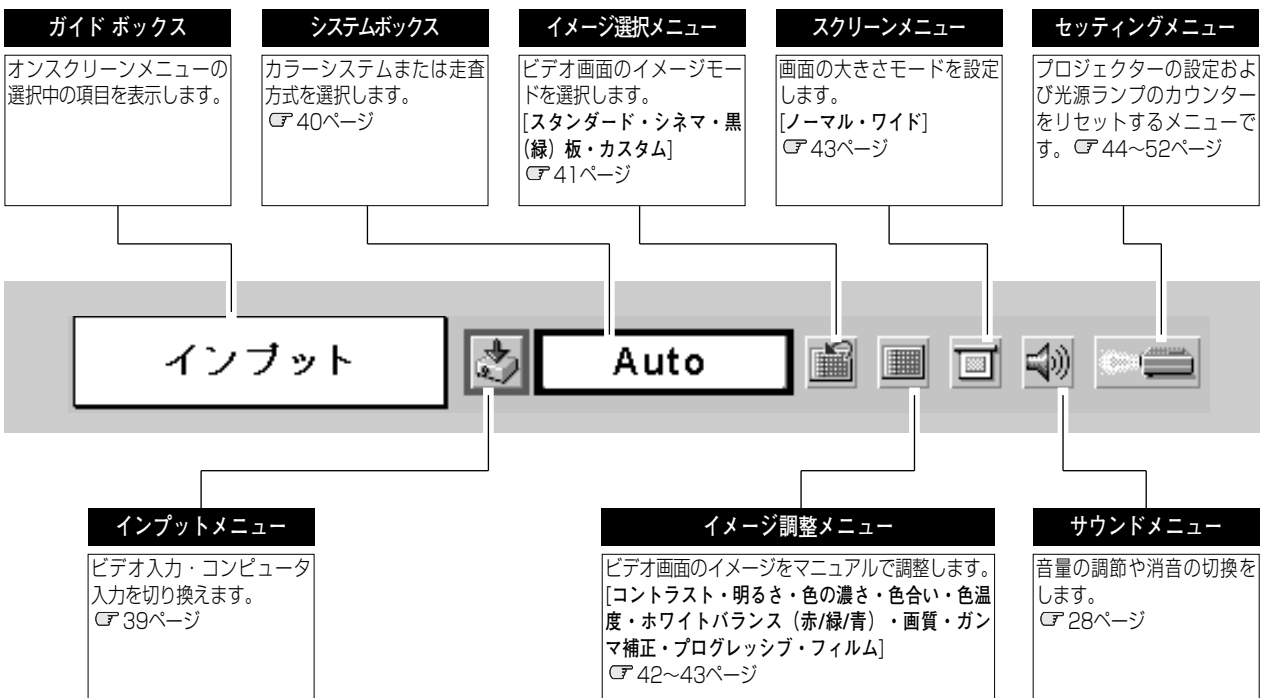 ガイド ボックス
オンスクリーンメニューの
選択中の項目を表示します。
システムボックス
カラーシステムまたは走査
方式を選択します。
☞40ページ
イメージ選択メニュー
ビデオ画面のイメージモー
ドを選択します。
[スタンダード・シネマ・黒
(緑)板・カスタム]
☞41ページ
スクリーンメニュー
画面の大きさモードを設定
します。
[ノーマル・ワイド]
☞43ページ
セッティングメニュー
プロジェクターの設定およ
び光源ランプのカウンター
をリセットするメニューで
す。☞44~52ページ
インプット
Auto
インプットメニュー
ビデオ入力・コンピュータ
入力を切り換えます。
☞39ページ
イメージ調整メニュー
ビデオ画面のイメージをマニュアルで調整します。
[コントラスト・明るさ・色の濃さ・色合い・色温
度・ホワイトバランス(赤/緑/青)・画質・ガン
マ補正・プログレッシブ・フィルム]
☞42~43ページ
サウンドメニュー
音量の調節や消音の切換を
します。
☞28ページ